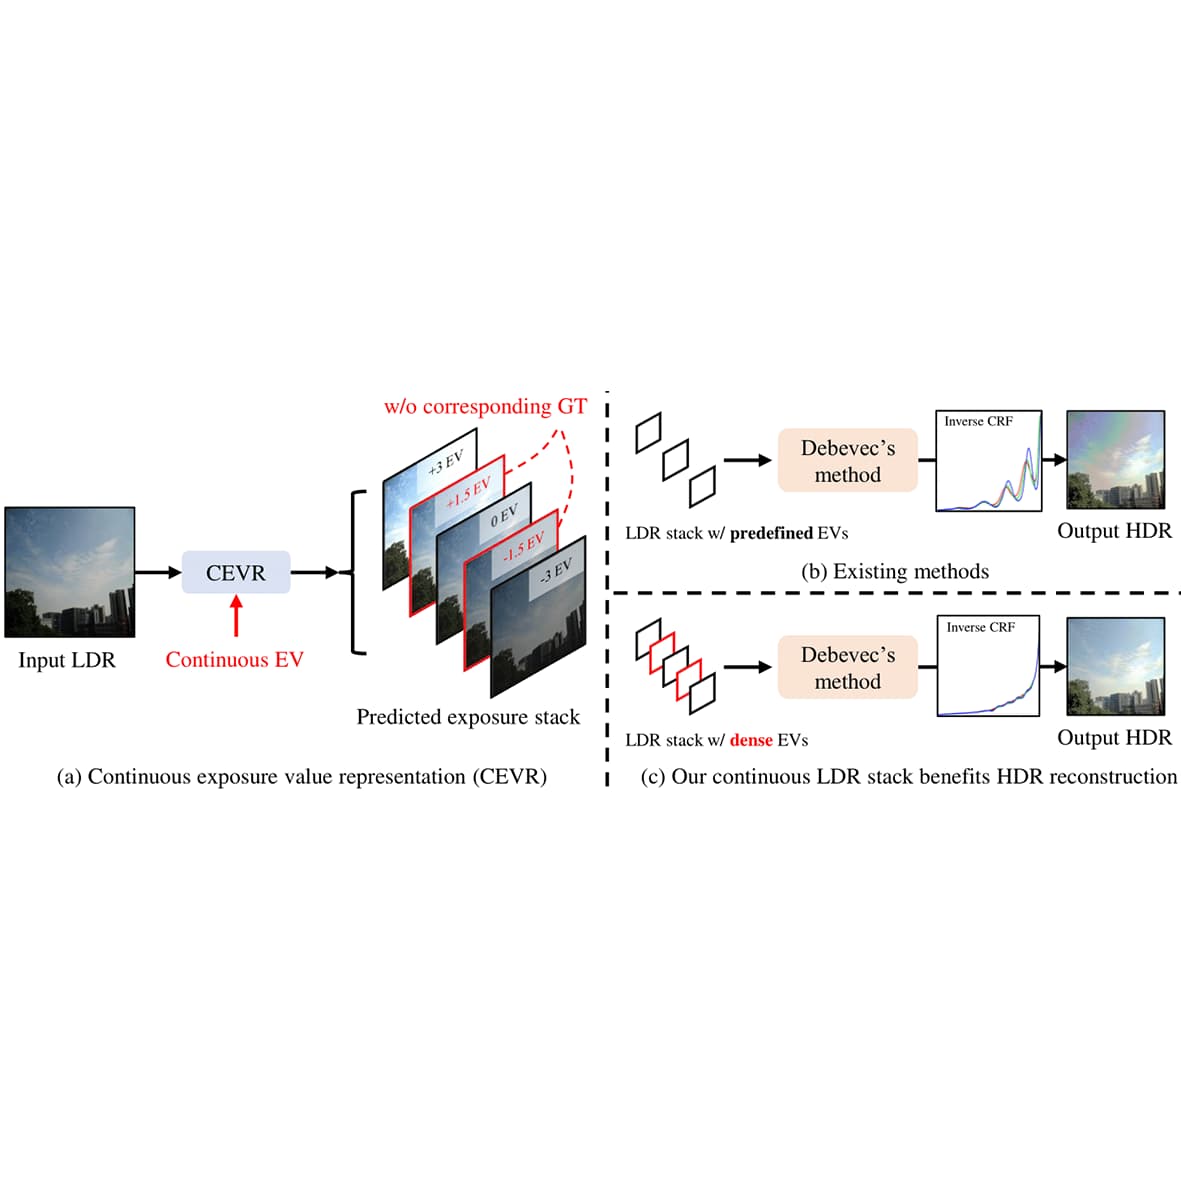 w/o corresponding GT
+3 EV
+1.5 EV
0 EV
-1.5 EV
-3 EV
CEVR
Input LDR
Continuous EV
Predicted exposure stack
(a) Continuous exposure value representation (CEVR)
Debevec's
method
Inverse CRF
LDR stack w/ predefined EVs
Output HDR
(b) Existing methods
Debevec's
method
Inverse CRF
LDR stack w/ dense EVs
Output HDR
(c) Our continuous LDR stack benefits HDR reconstruction